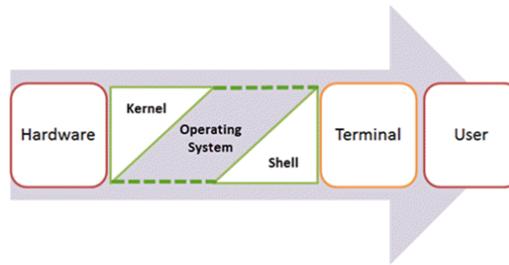 Hardware
Kernel
Operating
System
Shell
Terminal
User